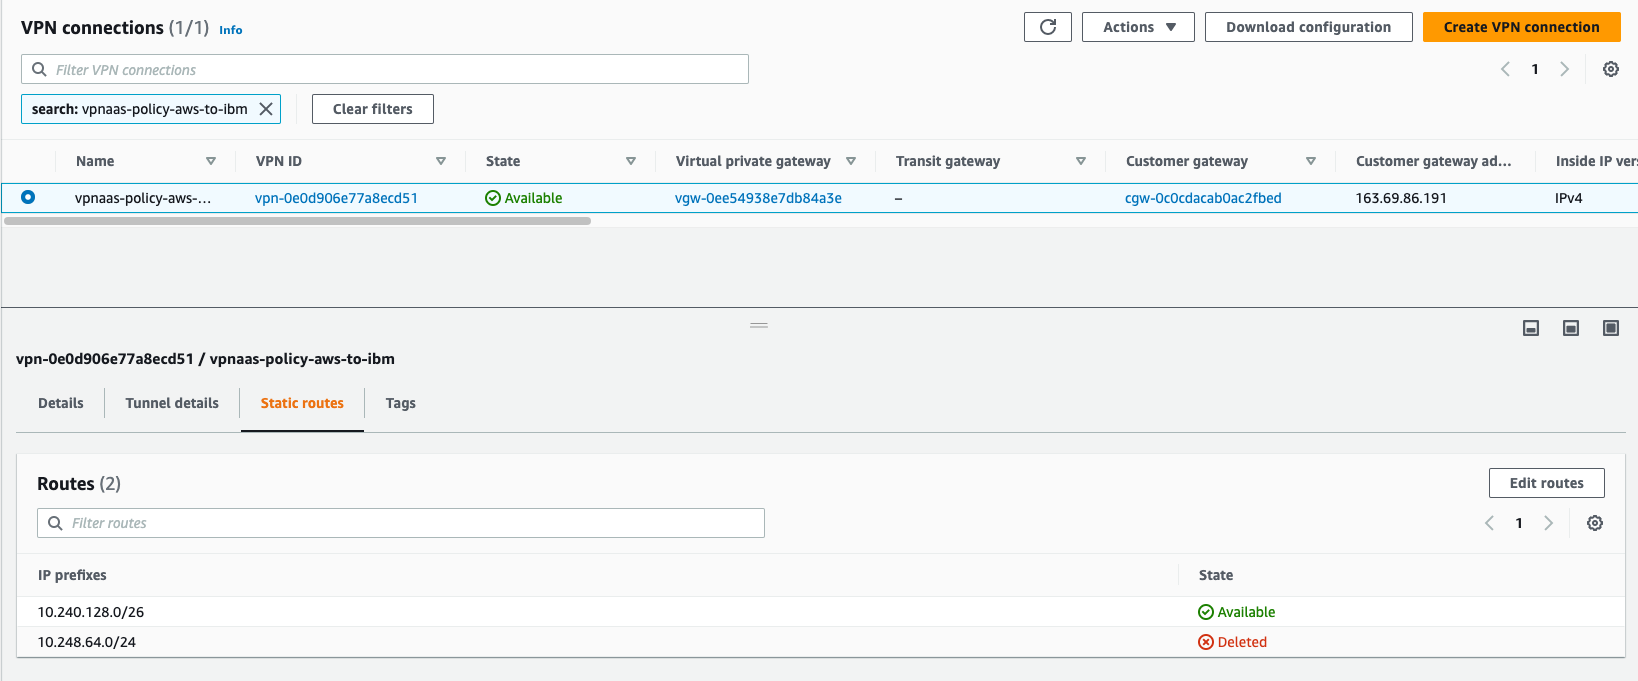 VPN connections (1/1) Info
Actions Download configuration Create VPN connection
Filter VPN connections
1
search: vpnaas-policy-aws-to-ibm Clear filters
Name VPN ID State Virtual private gateway Transit gateway Customer gateway Customer gateway ad... Inside IP ver
vpnaas-policy-aws-... vpn-0e0d906e77a8ecd51 Available vgw-0ee54938e7db84a3e – cgw-0c0cdacab0ac2fbed 163.69.86.191 IPv4
vpn-0e0d906e77a8ecd51 / vpnaas-policy-aws-to-ibm
Details Tunnel details Static routes Tags
Routes (2) Edit routes
Filter routes 1
IP prefixes State
10.240.128.0/26 Available
10.248.64.0/24 Deleted